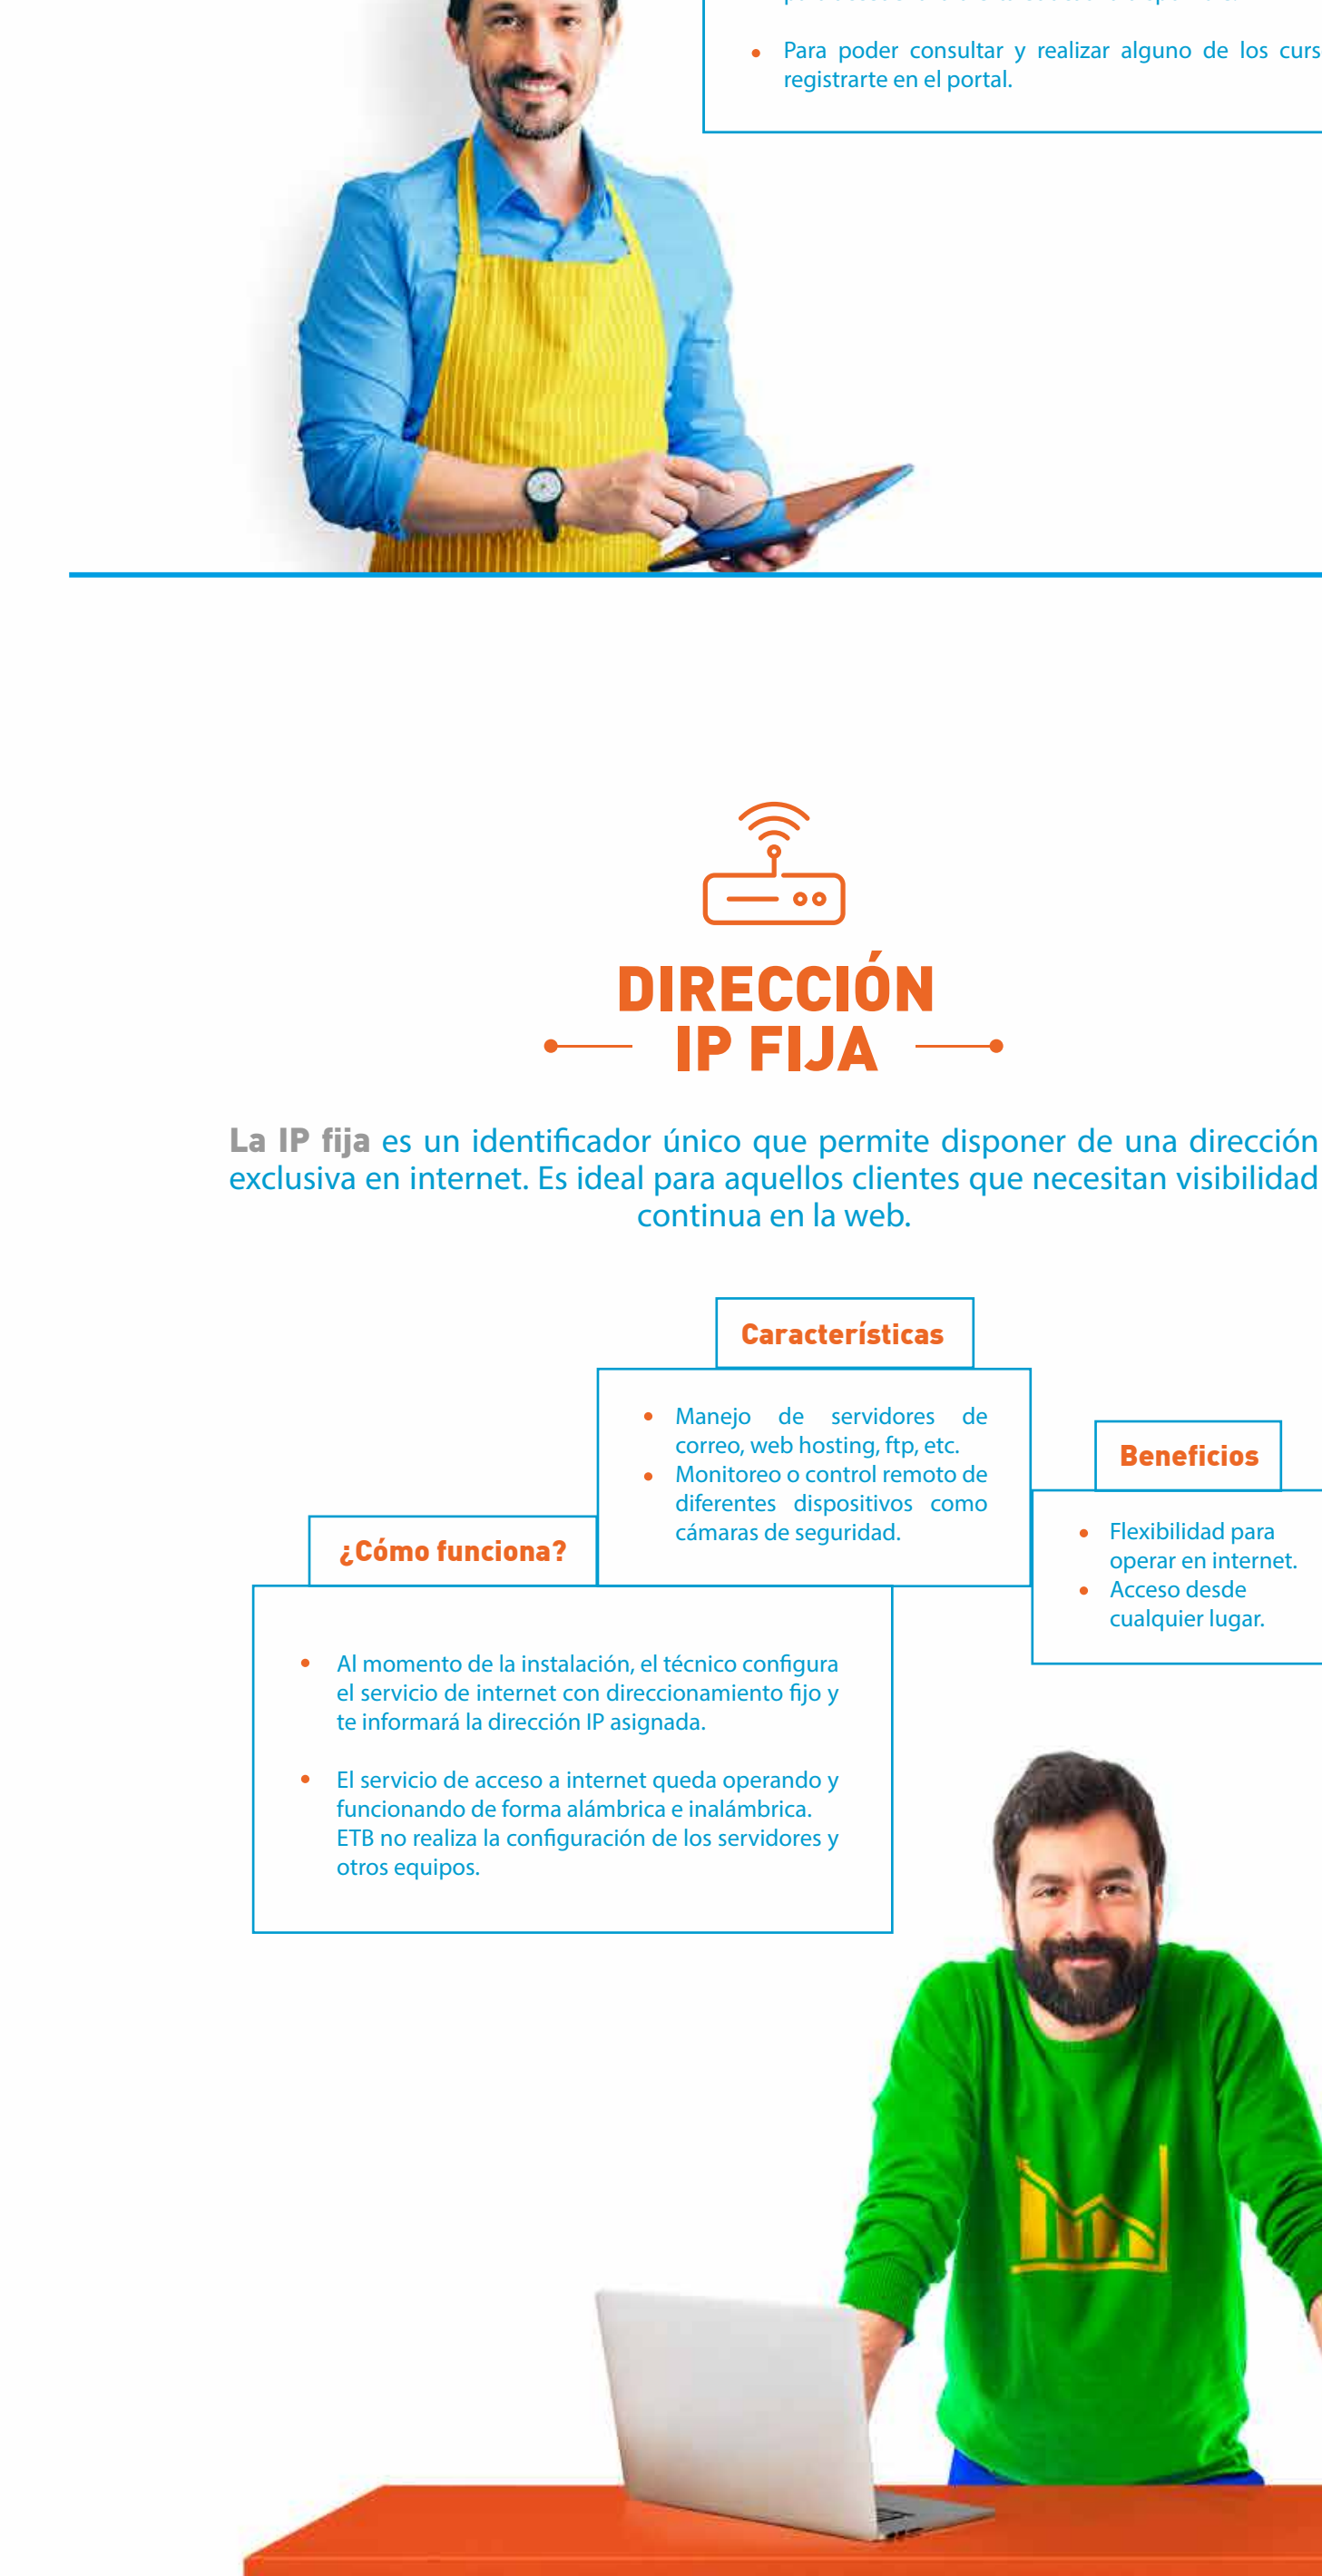 Para poder consultar y realizar alguno de los curs
registrarte en el portal.
DIRECCIÓN
IP FIJA
La IP fija es un identificador único que permite disponer de una dirección
exclusiva en internet. Es ideal para aquellos clientes que necesitan visibilidad
continua en la web.
Características
• Manejo de servidores de
correo, web hosting, ftp, etc.
• Monitoreo o control remoto de
diferentes dispositivos como
cámaras de seguridad.
Beneficios
• Flexibilidad para
operar en internet.
• Acceso desde
cualquier lugar.
¿Cómo funciona?
• Al momento de la instalación, el técnico configura
el servicio de internet con direccionamiento fijo y
te informará la dirección IP asignada.
• El servicio de acceso a internet queda operando y
funcionando de forma alámbrica e inalámbrica.
ETB no realiza la configuración de los servidores y
otros equipos.